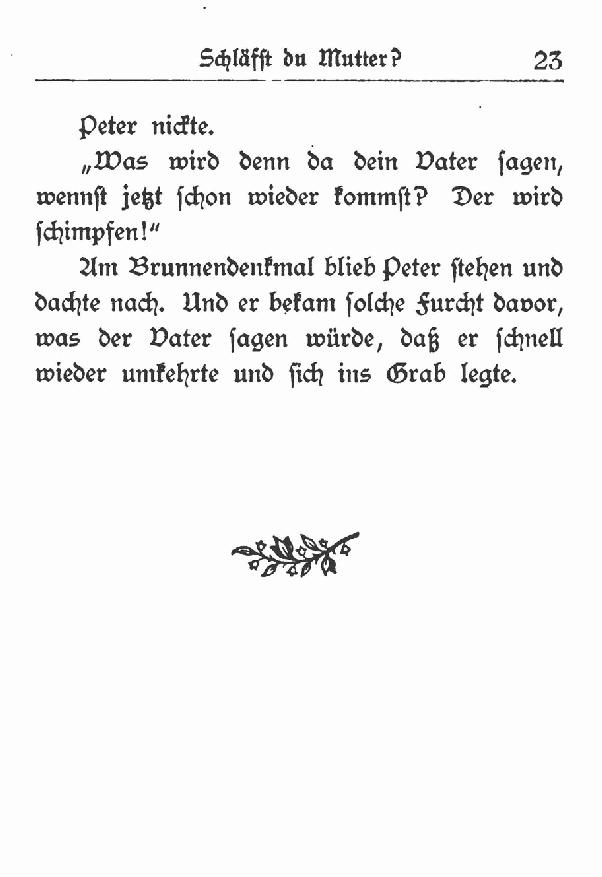 Schläfst du Mutter? 23
Peter nickte.
„Was wird denn da dein Vater sagen,
wennst jetzt schon wieder kommst? Der wird
schimpfen!“
Am Brunnendenkmal blieb Peter stehen und
dachte nach. Und er bekam solche Furcht davor,
was der Vater sagen würde, daß er schnell
wieder umkehrte und sich ins Grab legte.